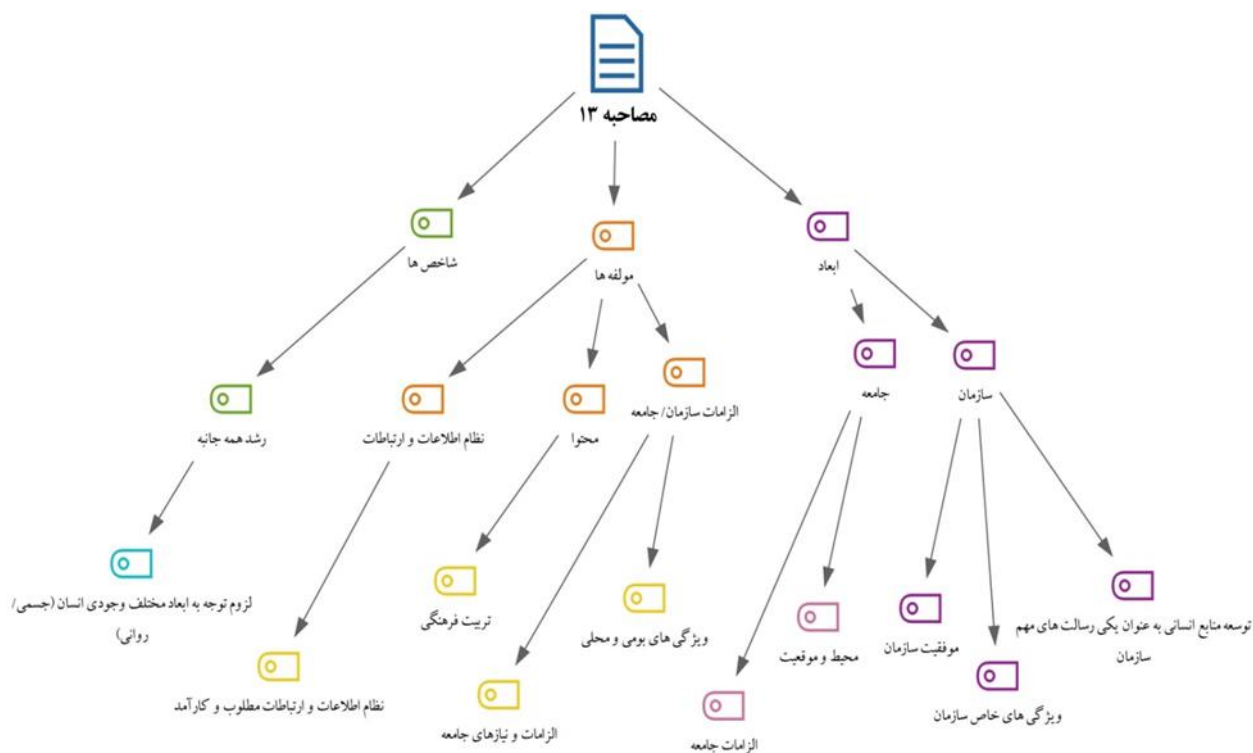 مصاحبه ۱۳
ابعاد
مولفه ها
شاخص ها
سازمان
جامعه
الزامات سازمان/ جامعه
محتوا
نظام اطلاعات و ارتباطات
رشد همه جانبه
توسعه منابع انسانی به عنوان یکی رسالت های مهم
سازمان
موفقیت سازمان
ویژگی های خاص سازمان
محیط و موقعیت
الزامات جامعه
ویژگی های بومی و محلی
الزامات و نیازهای جامعه
تربیت فرهنگی
نظام اطلاعات و ارتباطات مطلوب و کارآمد
لزوم توجه به ابعاد مختلف وجودی انسان (جسمی/
روانی)